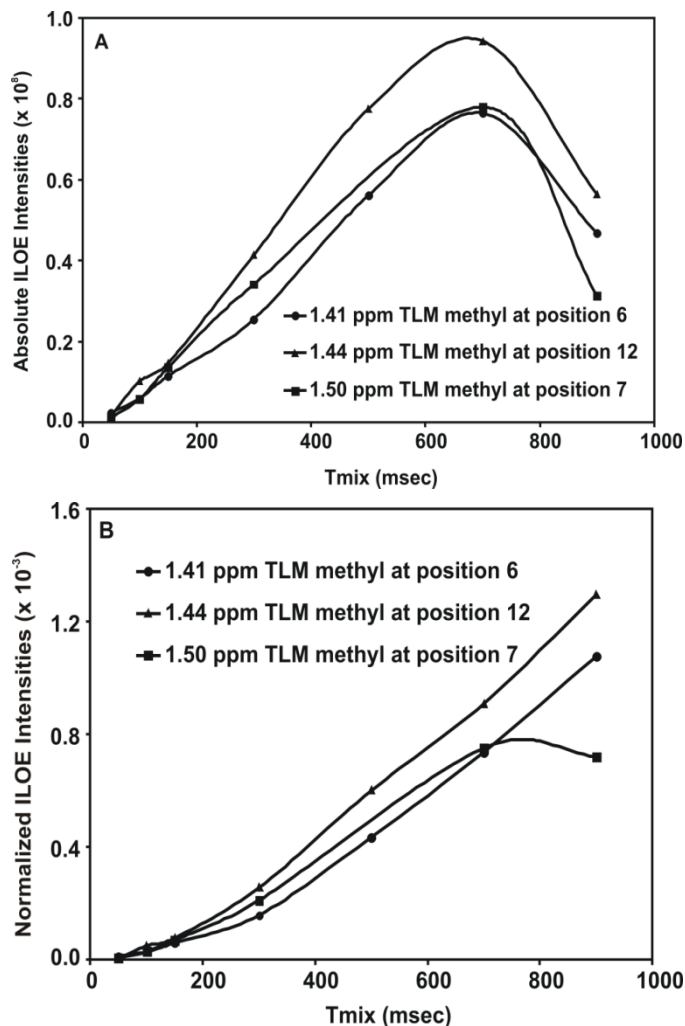 A
1.0
0.8
0.6
0.4
0.2
0.0
Absolute ILOE Intensities (x 10⁸)
1.41 ppm TLM methyl at position 6
1.44 ppm TLM methyl at position 12
1.50 ppm TLM methyl at position 7
0 200 400 600 800 1000
Tmix (msec)
B
1.6
1.2
0.8
0.4
0.0
Normalized ILOE Intensities (x 10⁻³)
1.41 ppm TLM methyl at position 6
1.44 ppm TLM methyl at position 12
1.50 ppm TLM methyl at position 7
0 200 400 600 800 1000
Tmix (msec)